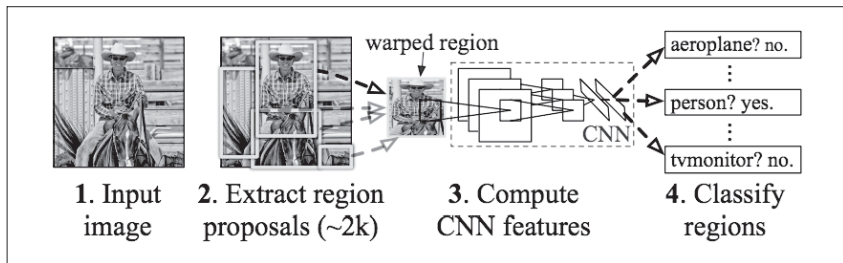 warped region
aeroplane? no.
person? yes.
tvmonitor? no.
CNN
1. Input
image
2. Extract region
proposals (~2k)
3. Compute
CNN features
4. Classify
regions